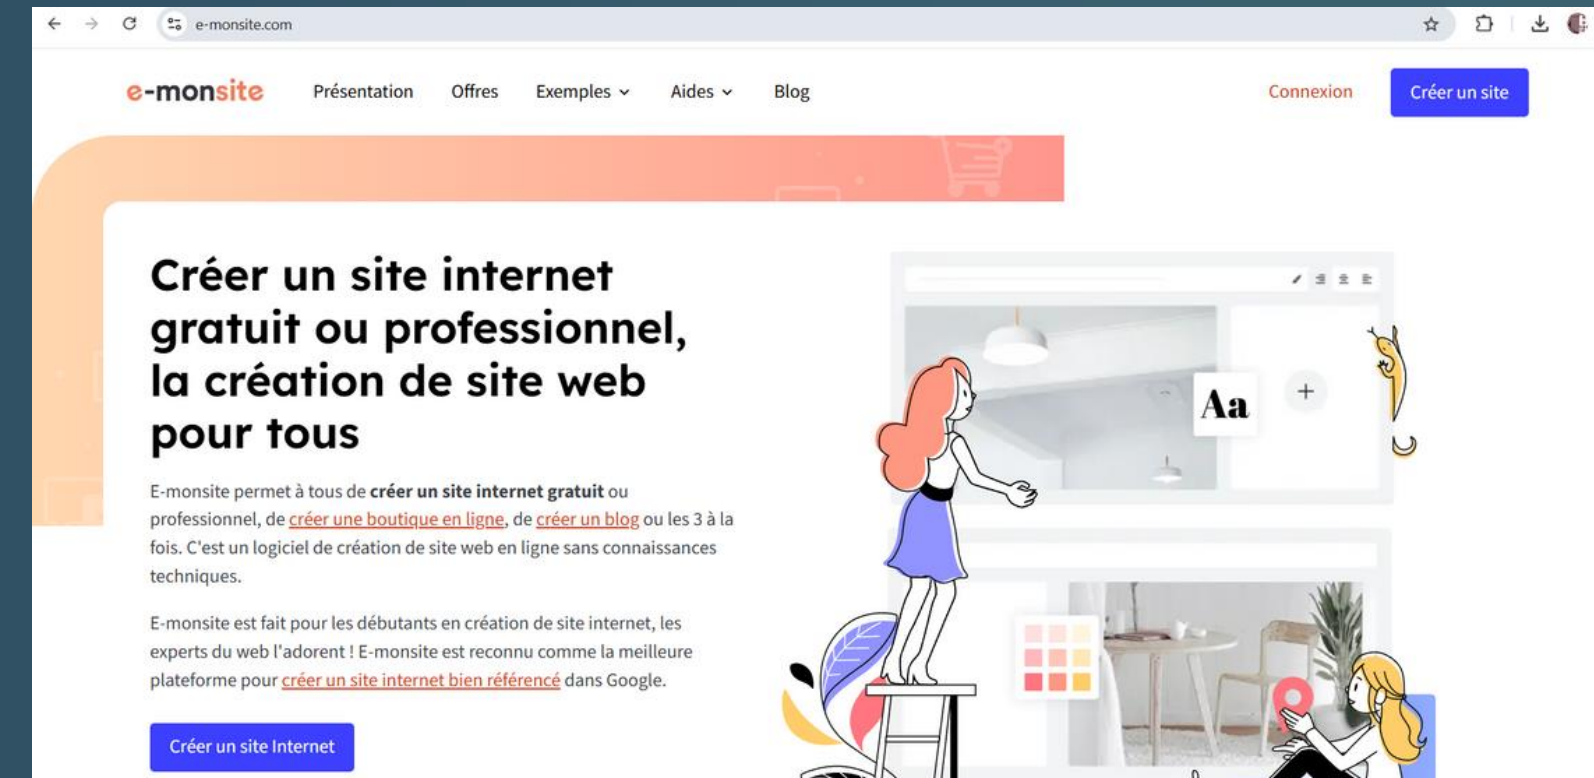 e-monsite.com
e-monsite Présentation Offres Exemples Aides Blog Connexion Créer un site
Créer un site internet
gratuit ou professionnel,
la création de site web
pour tous
E-monsite permet à tous de créer un site internet gratuit ou
professionnel, de créer une boutique en ligne, de créer un blog ou les 3 à la
fois. C'est un logiciel de création de site web en ligne sans connaissances
techniques.
E-monsite est fait pour les débutants en création de site internet, les
experts du web l'adorent ! E-monsite est reconnu comme la meilleure
plateforme pour créer un site internet bien référencé dans Google.
Créer un site Internet
Aa